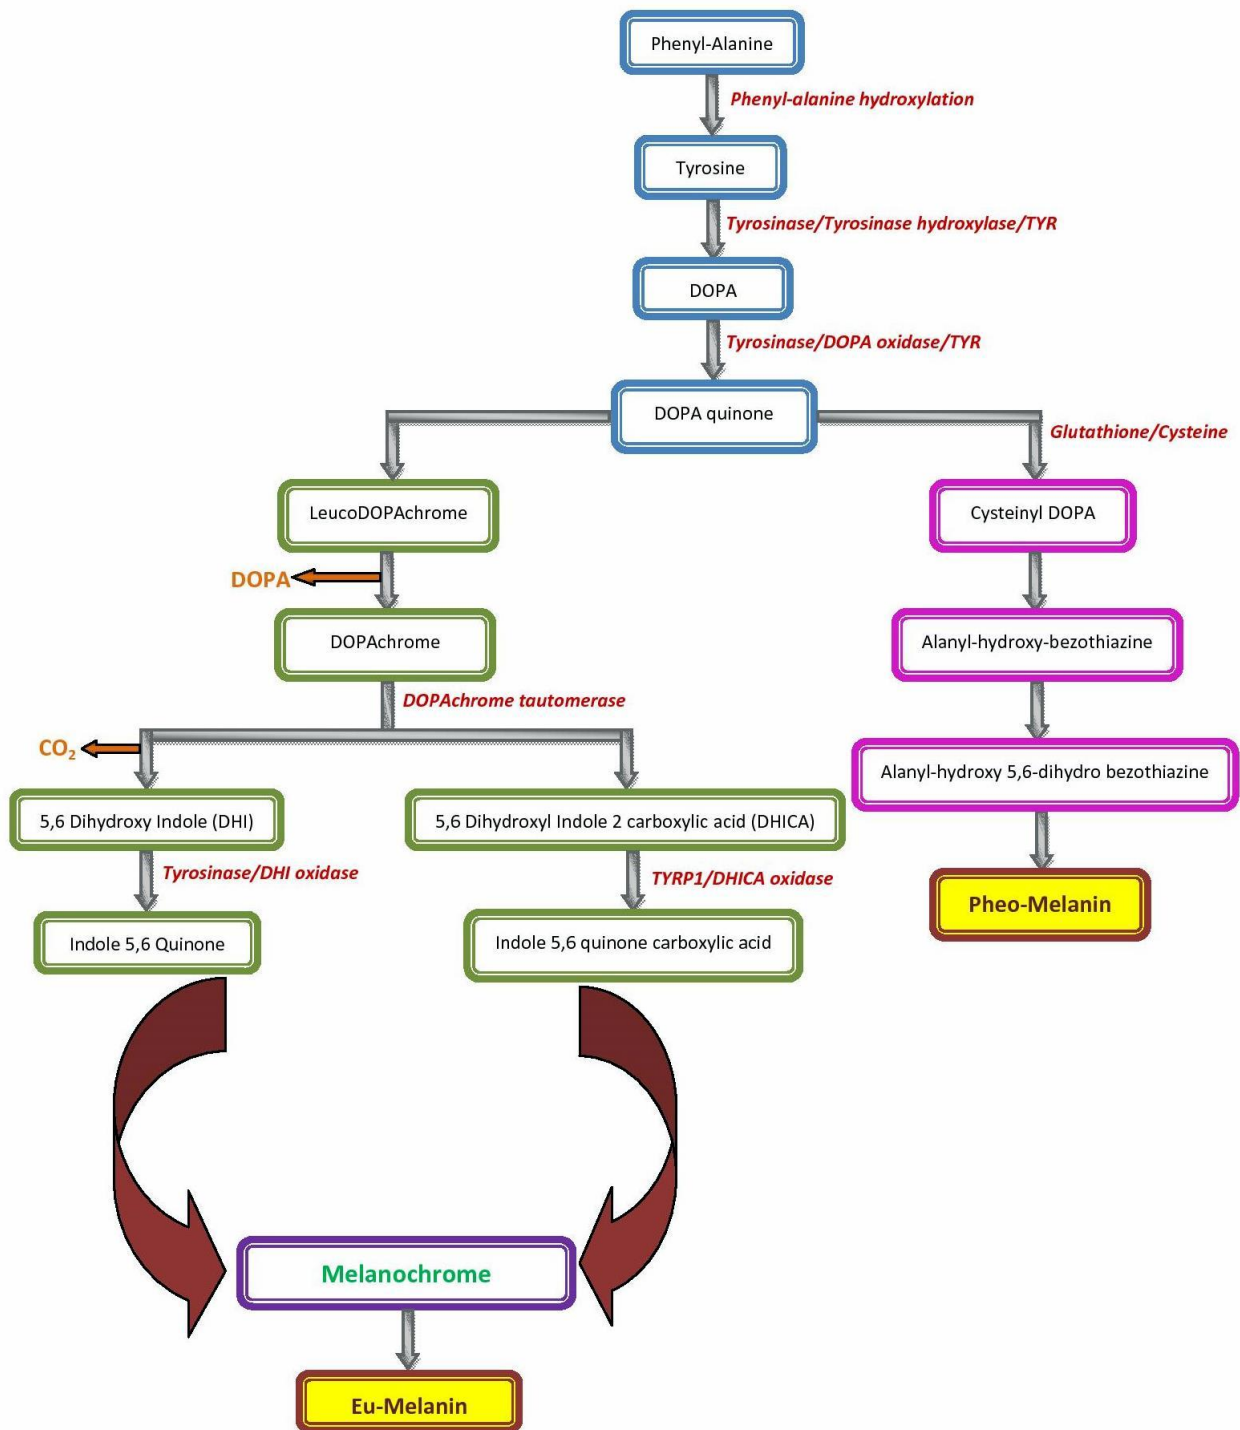 Phenyl-Alanine
Phenyl-alanine hydroxylation
Tyrosine
Tyrosinase/Tyrosinase hydroxylase/TYR
DOPA
Tyrosinase/DOPA oxidase/TYR
DOPA quinone
Glutathione/Cysteine
LeucoDOPAchrome
Cysteinyl DOPA
DOPA
DOPAchrome
Alanyl-hydroxy-bezothiazine
DOPAchrome tautomerase
CO₂
Alanyl-hydroxy 5,6-dihydro bezothiazine
5,6 Dihydroxy Indole (DHI)
5,6 Dihydroxyl Indole 2 carboxylic acid (DHICA)
Tyrosinase/DHI oxidase
TYRP1/DHICA oxidase
Pheo-Melanin
Indole 5,6 Quinone
Indole 5,6 quinone carboxylic acid
Melanochrome
Eu-Melanin